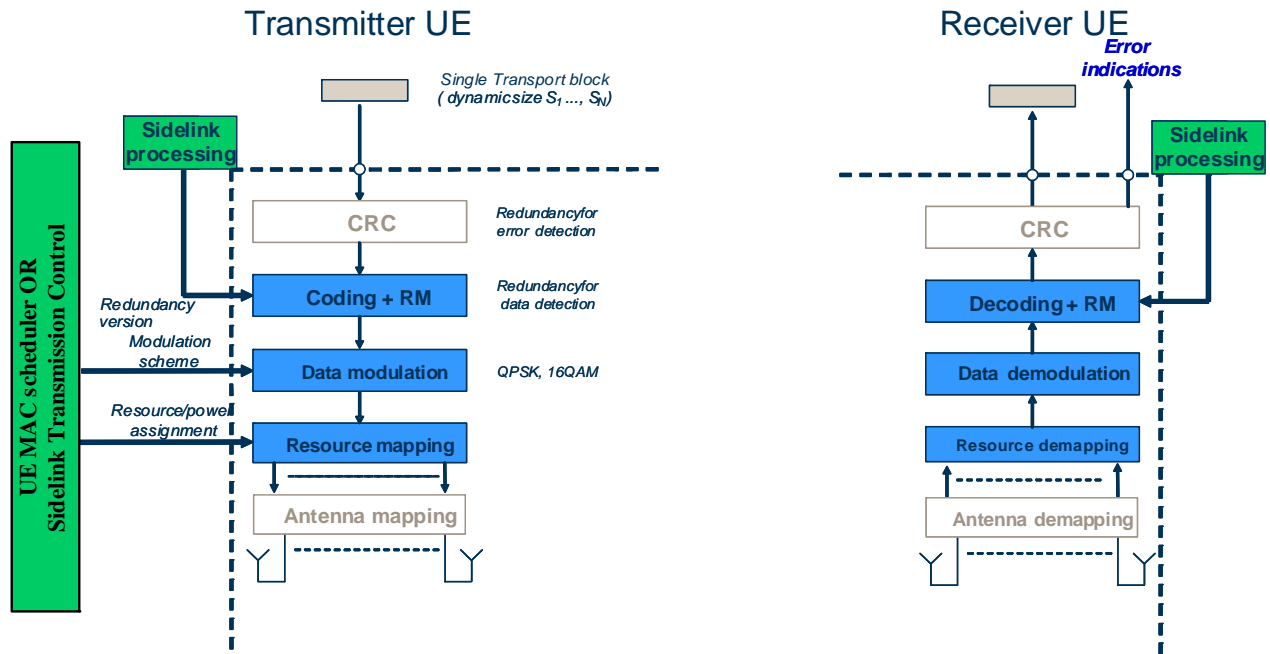 Transmitter UE
Single Transport block
( dynamicsize S1 ..., SN)
Sidelink
processing
CRC
Redundancyfor
error detection
Coding + RM
Redundancyfor
data detection
UE MAC scheduler OR
Sidelink Transmission Control
Redundancy
version
Modulation
scheme
Data modulation
QPSK, 16QAM
Resource/power
assignment
Resource mapping
Antenna mapping
Receiver UE
Error
indications
Sidelink
processing
CRC
Decoding + RM
Data demodulation
Resource demapping
Antenna demapping